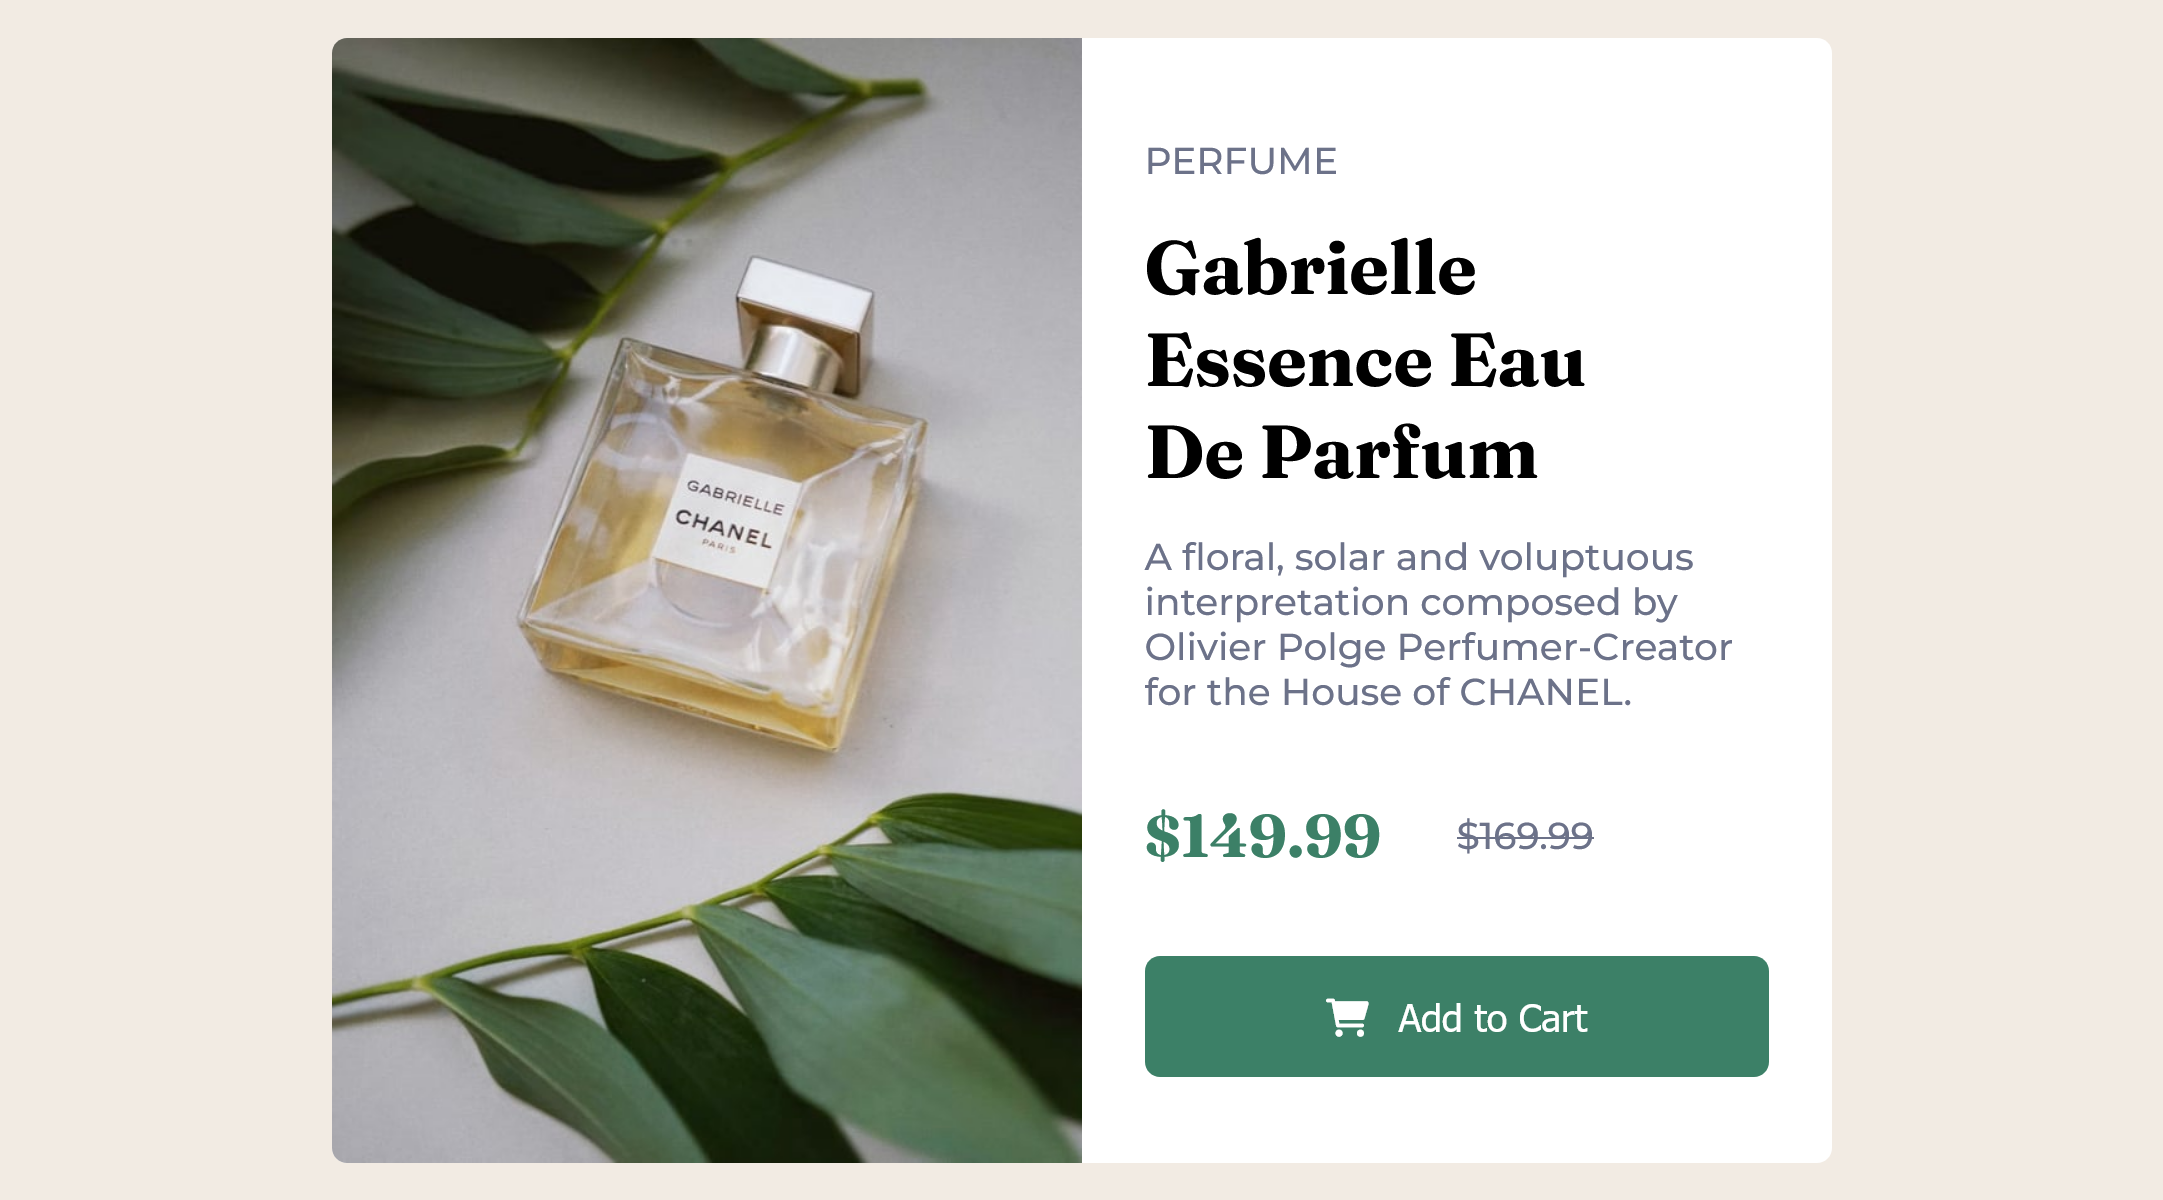 GABRIELLE
CHANEL
PARIS
PERFUME
Gabrielle
Essence Eau
De Parfum
A floral, solar and voluptuous
interpretation composed by
Olivier Polge Perfumer-Creator
for the House of CHANEL.
$149.99 $169.99
Add to Cart